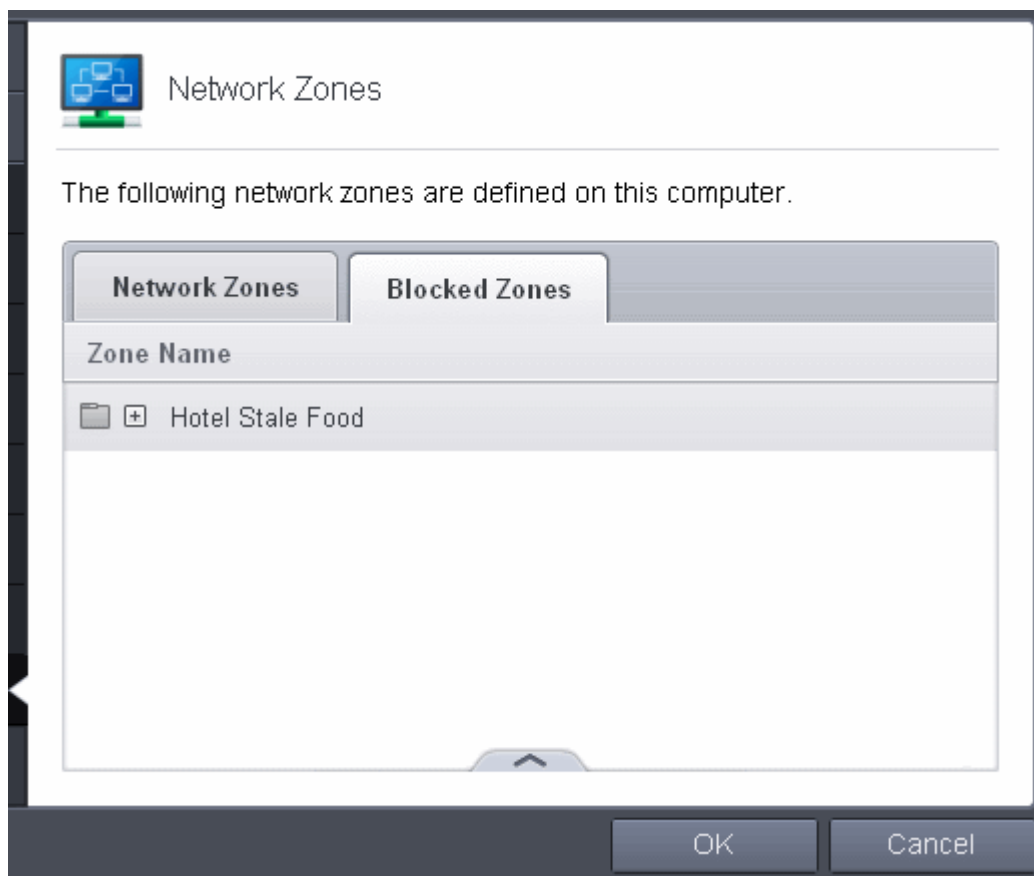 Network Zones
The following network zones are defined on this computer.
Network Zones Blocked Zones
Zone Name
Hotel Stale Food
OK Cancel